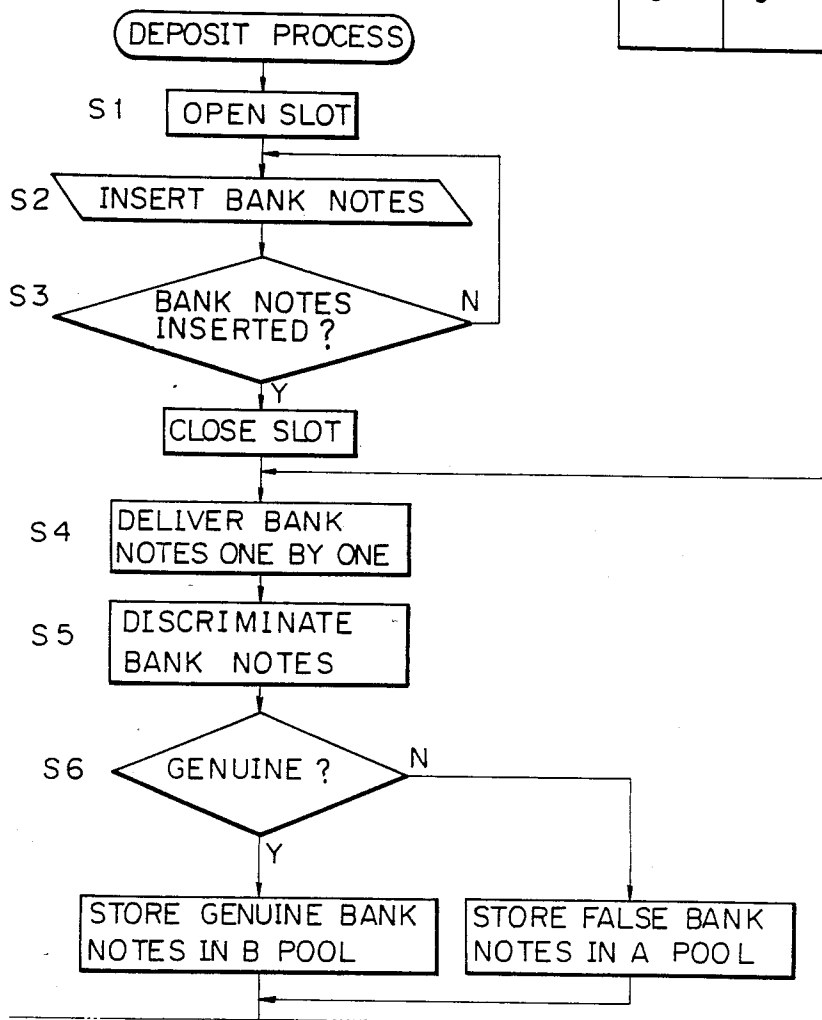 DEPOSIT PROCESS
S1
OPEN SLOT
S2
INSERT BANK NOTES
S3
BANK NOTES
INSERTED?
N
Y
CLOSE SLOT
S4
DELIVER BANK
NOTES ONE BY ONE
S5
DISCRIMINATE
BANK NOTES
S6
GENUINE?
N
Y
STORE GENUINE BANK
NOTES IN B POOL
STORE FALSE BANK
NOTES IN A POOL